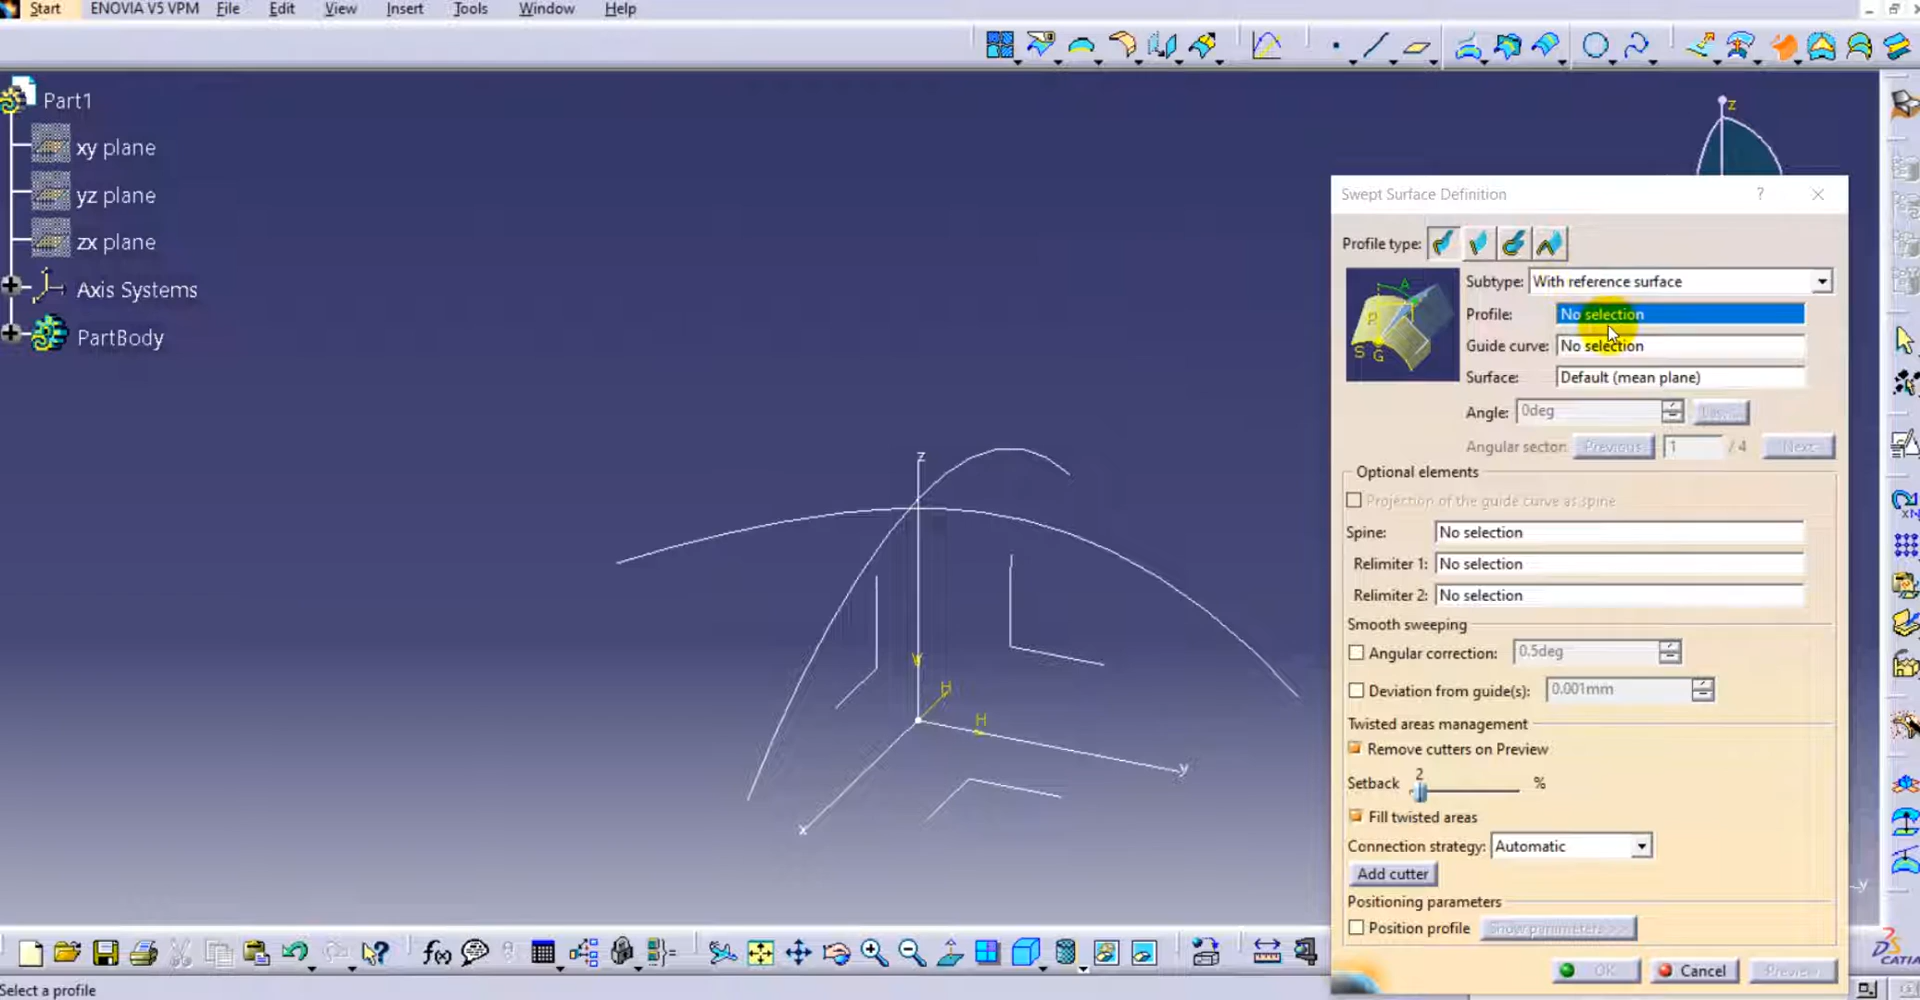 Start ENOVIA V5 VPM File Edit View Insert Tools Window Help
Part1
xy plane
yz plane
zx plane
Axis Systems
PartBody
z
Swept Surface Definition ? ×
Profile type:
Subtype: With reference surface
Profile: No selection
Guide curve: No selection
Surface: Default (mean plane)
Angle: 0deg
Angular sector: Previous 1 / 4 Next
Optional elements
Projection of the guide curve as spine
Spine: No selection
Relimiter 1: No selection
Relimiter 2: No selection
Smooth sweeping
Angular correction: 0.5deg
Deviation from guide(s): 0.001mm
Twisted areas management
Remove cutters on Preview
Setback 2 %
Fill twisted areas
Connection strategy: Automatic
Add cutter
Positioning parameters
Position profile Show parameters >>
OK Cancel Preview
A
P
S G
z
V
H
H
y
x
y
f(x)
CATIA
Select a profile